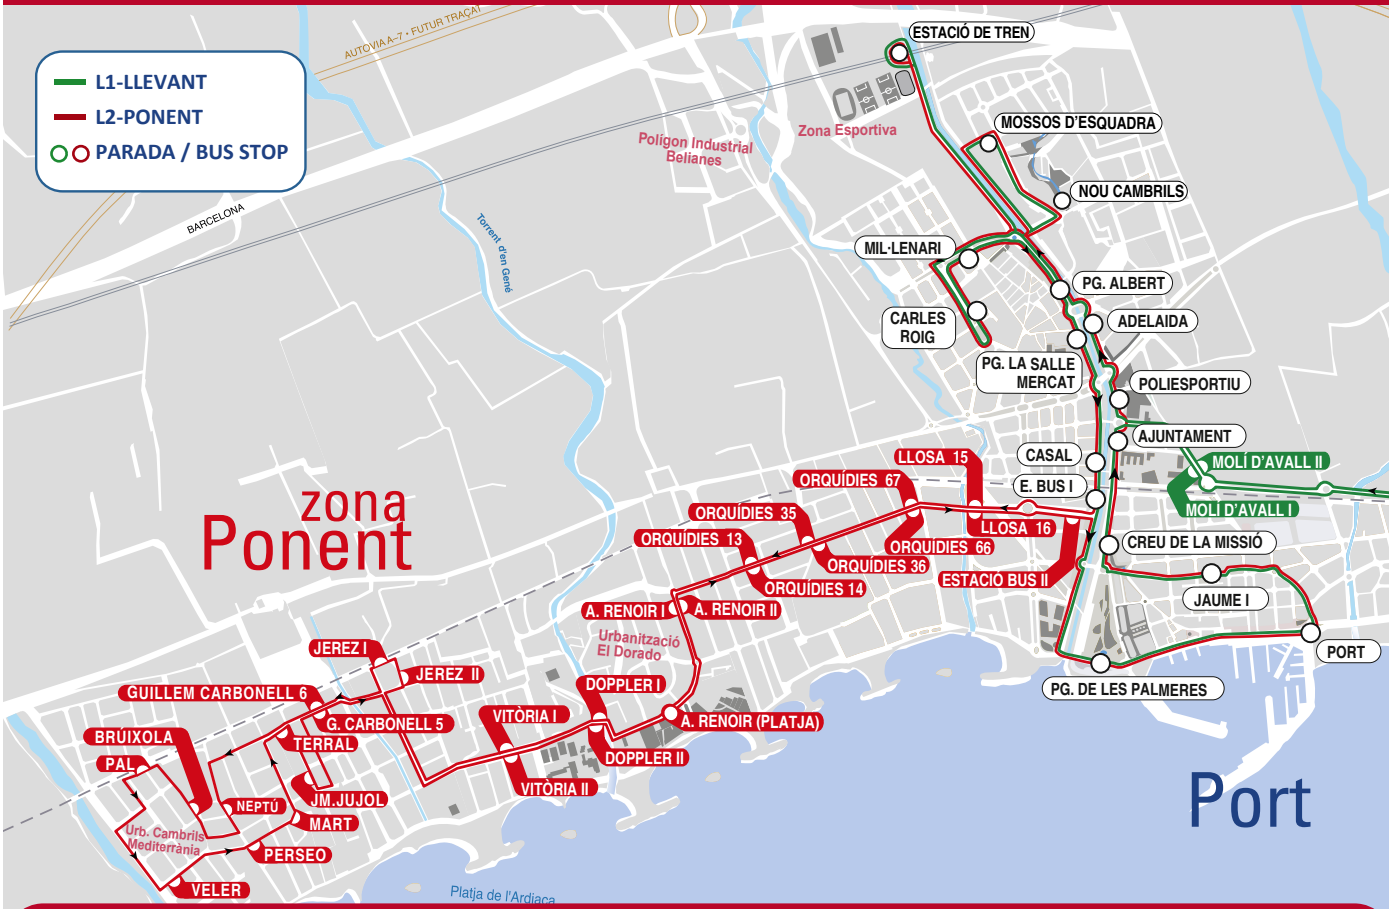 ESTACIÓ DE TREN
AUTOVIA A–7 • FUTUR TRAÇAT
L1-LLEVANT
L2-PONENT
PARADA / BUS STOP
MOSSOS D'ESQUADRA
Zona Esportiva
Polígon Industrial
Belianes
NOU CAMBRILS
BARCELONA
Torrent d'en Gené
MIL·LENARI
PG. ALBERT
CARLES
ROIG
ADELAIDA
PG. LA SALLE
MERCAT
POLIESPORTIU
AJUNTAMENT
LLOSA 15
CASAL
MOLÍ D'AVALL II
ORQUÍDIES 67
E. BUS I
zona
Ponent
ORQUÍDIES 35
MOLÍ D'AVALL I
LLOSA 16
ORQUÍDIES 13
ORQUÍDIES 66
CREU DE LA MISSIÓ
ORQUÍDIES 36
ESTACIÓ BUS II
ORQUÍDIES 14
JAUME I
A. RENOIR I
A. RENOIR II
Urbanització
El Dorado
JEREZ I
PORT
JEREZ II
DOPPLER I
PG. DE LES PALMERES
GUILLEM CARBONELL 6
VITÒRIA I
G. CARBONELL 5
A. RENOIR (PLATJA)
BRÚIXOLA
TERRAL
DOPPLER II
PAL
VITÒRIA II
JM.JUJOL
NEPTÚ
Port
MART
Urb. Cambrils
Mediterrània
PERSEO
VELER
Platja de l'Ardiaca